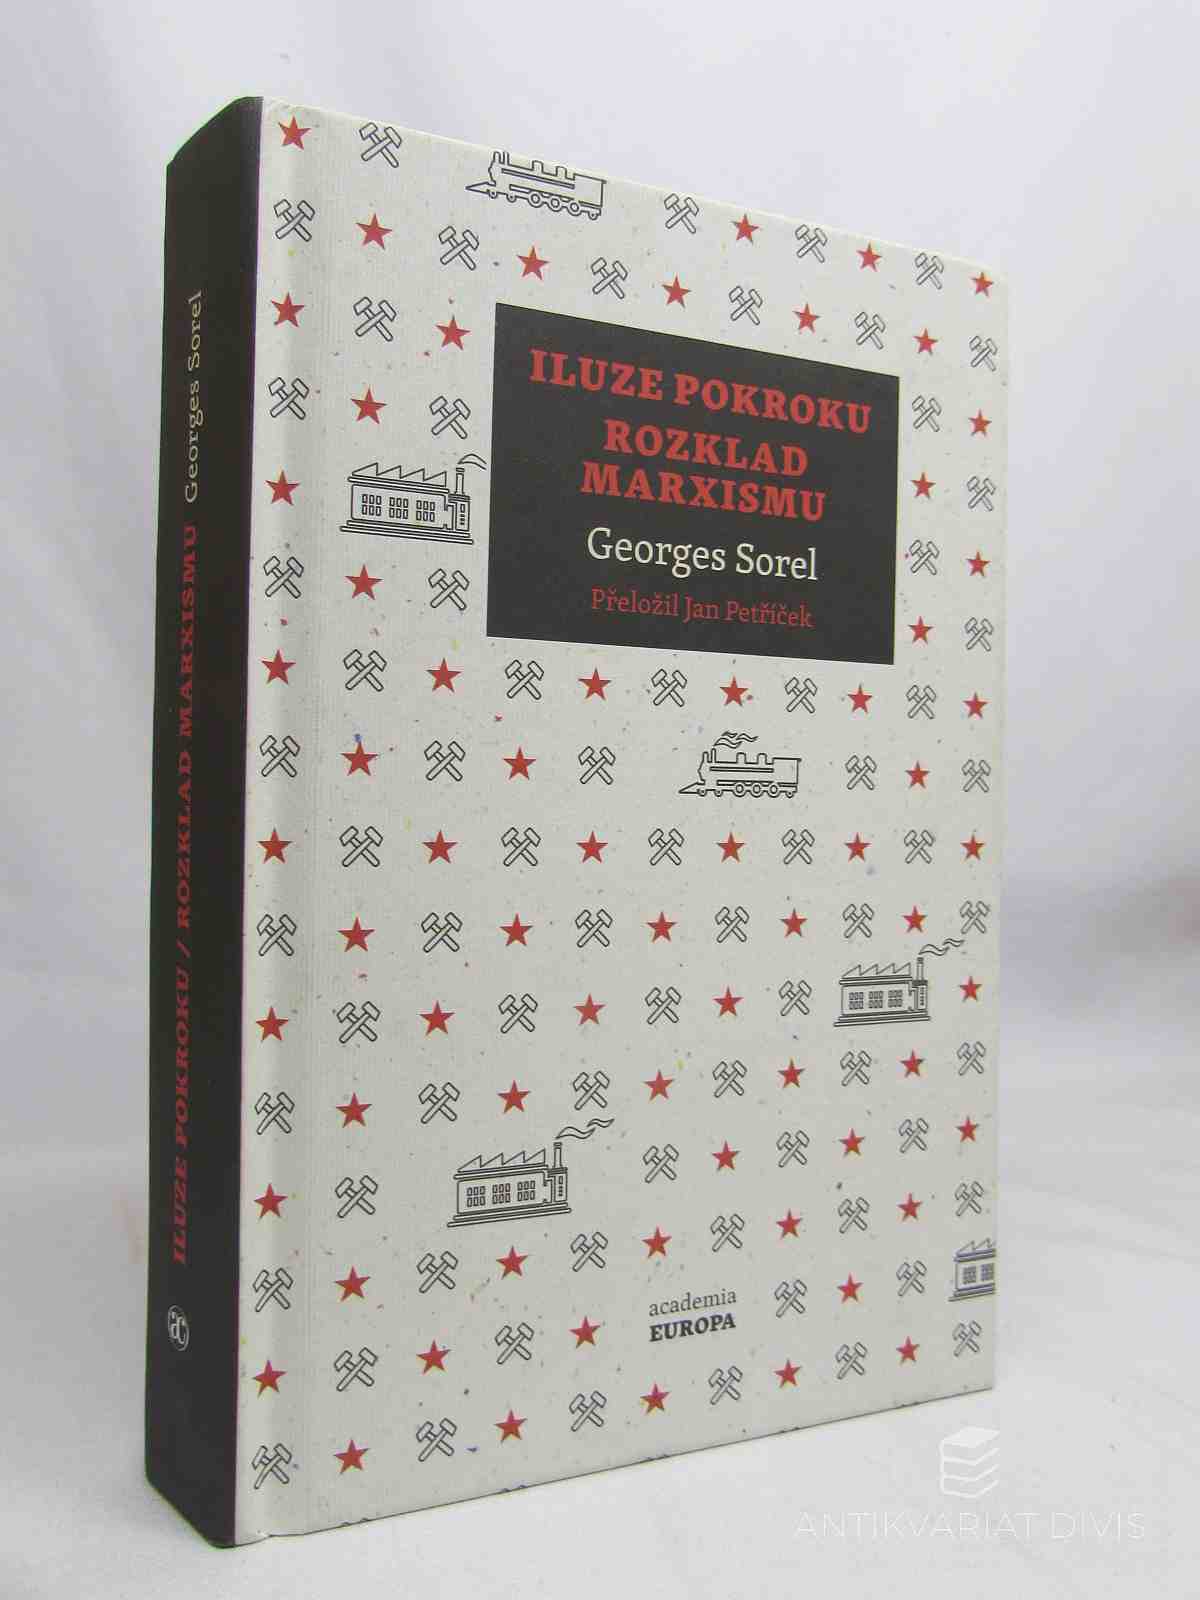 ILUZE POKROKU
ROZKLAD
MARXISMU
Georges Sorel
Přeložil Jan Petříček
academia
EUROPA
ILUZE POKROKU / ROZKLAD MARXISMU Georges Sorel
ac
ANTIKVARIAT DIVIS